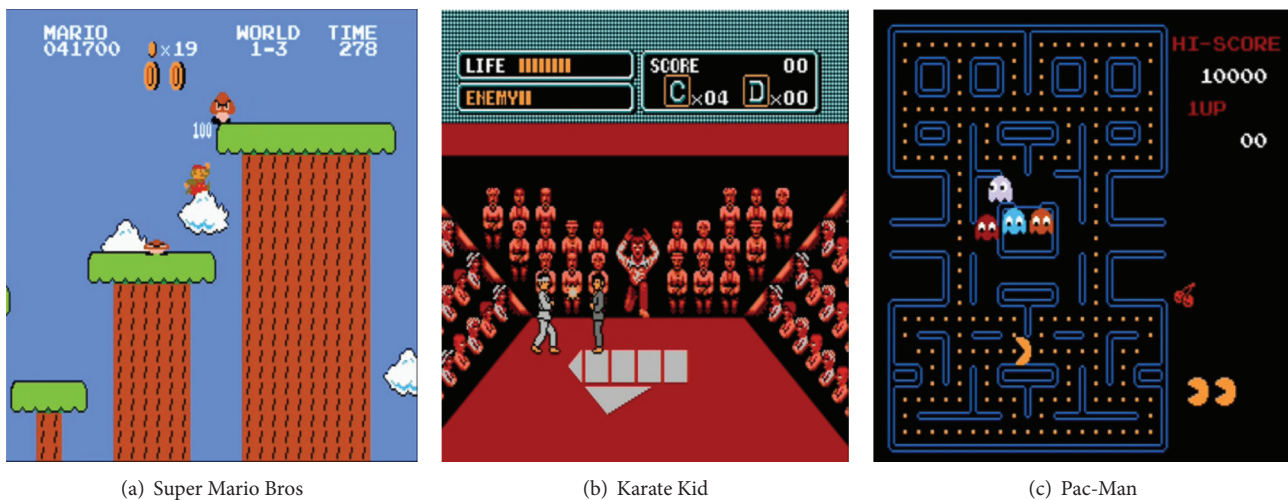 MARIO
041700
×19
WORLD
1-3
TIME
278
100
LIFE
ENEMY
SCORE 00
C×04 D×00
HI-SCORE
10000
1UP
00
(a) Super Mario Bros
(b) Karate Kid
(c) Pac-Man